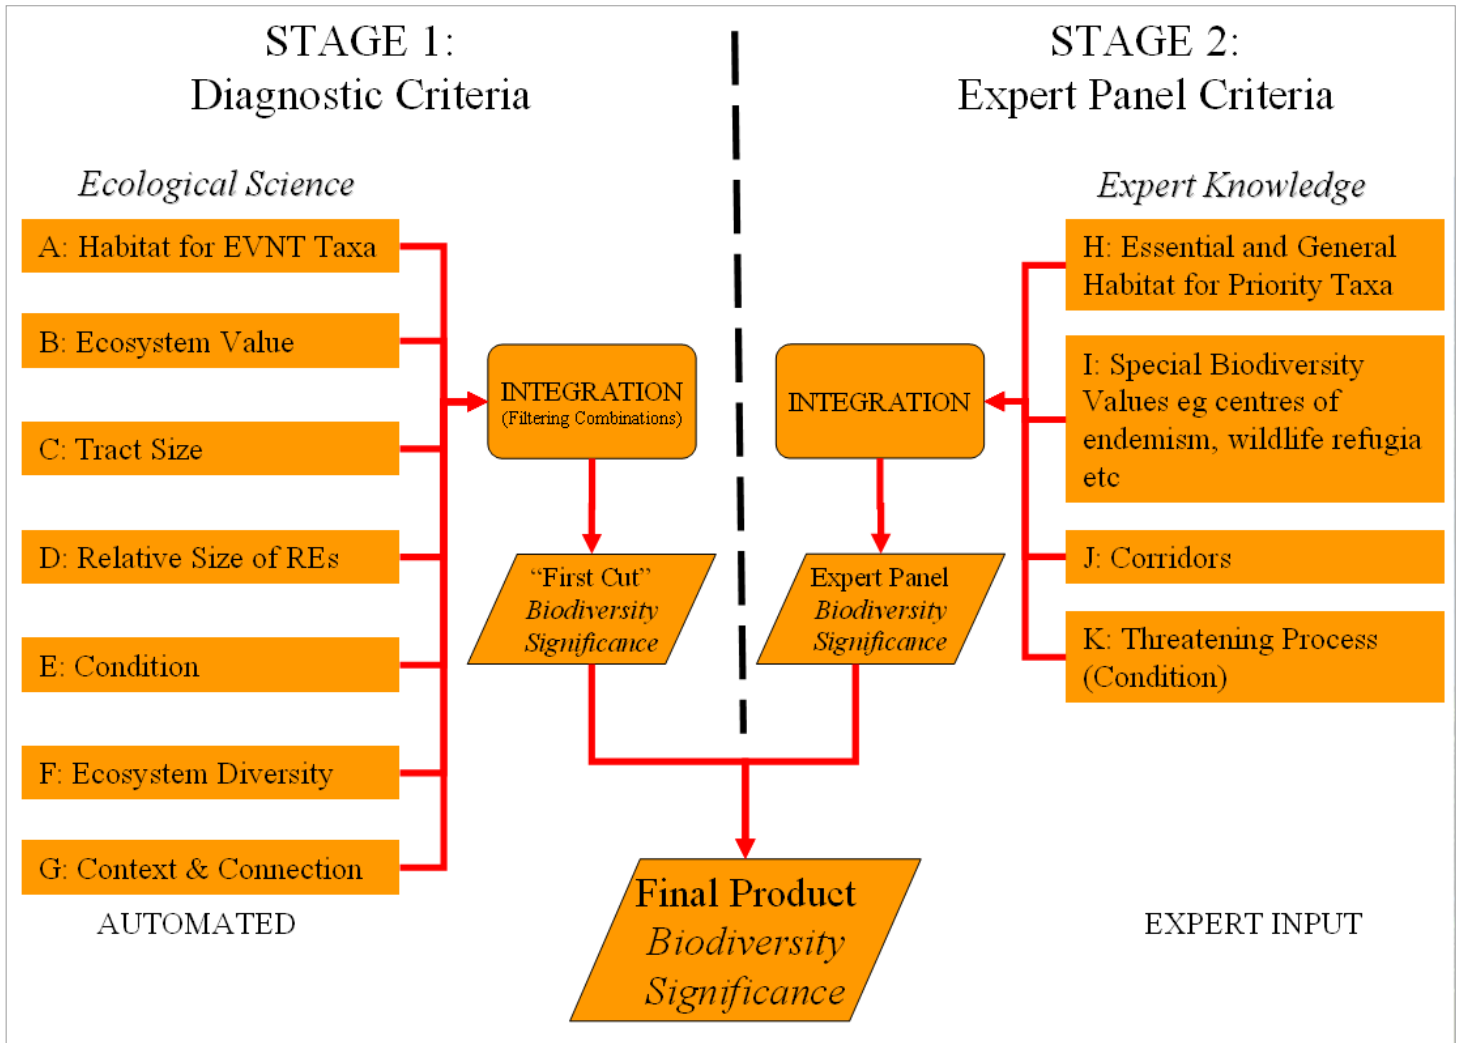 STAGE 1:
Diagnostic Criteria
Ecological Science
A: Habitat for EVNT Taxa
B: Ecosystem Value
C: Tract Size
D: Relative Size of REs
E: Condition
F: Ecosystem Diversity
G: Context & Connection
AUTOMATED
INTEGRATION
(Filtering Combinations)
“First Cut”
Biodiversity
Significance
STAGE 2:
Expert Panel Criteria
Expert Knowledge
H: Essential and General
Habitat for Priority Taxa
I: Special Biodiversity
Values eg centres of
endemism, wildlife refugia
etc
J: Corridors
K: Threatening Process
(Condition)
EXPERT INPUT
INTEGRATION
Expert Panel
Biodiversity
Significance
Final Product
Biodiversity
Significance